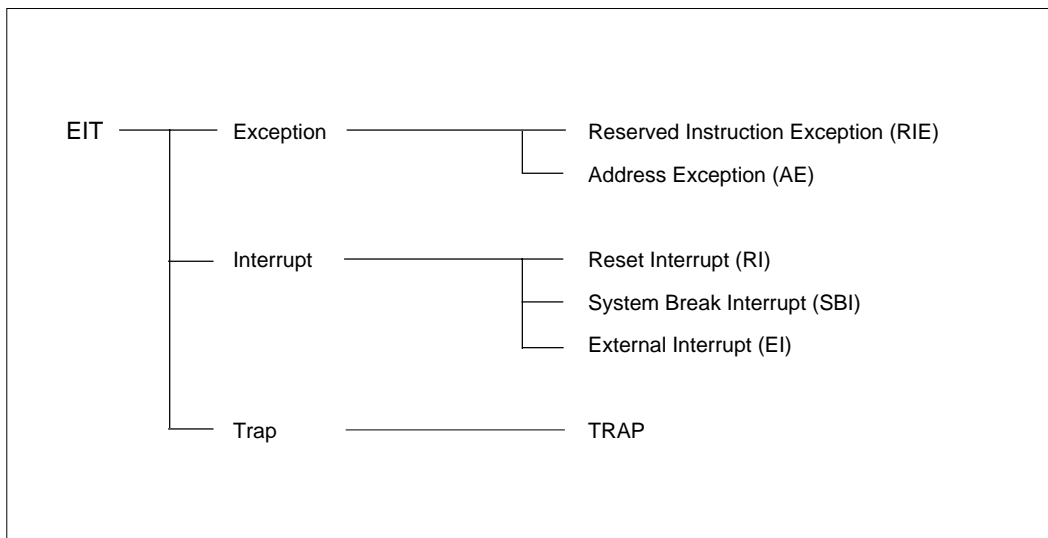 EIT Exception Reserved Instruction Exception (RIE)
Address Exception (AE)
Interrupt Reset Interrupt (RI)
System Break Interrupt (SBI)
External Interrupt (EI)
Trap TRAP